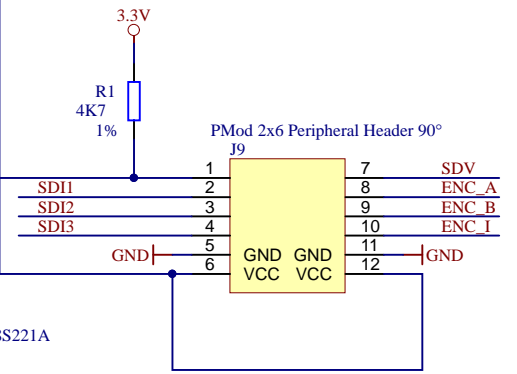 3.3V
R1
4K7
1%
PMod 2x6 Peripheral Header 90°
J9
1 7 SDV
SDI1 2 8 ENC_A
SDI2 3 9 ENC_B
SDI3 4 10 ENC_I
GND 5 GND GND 11 GND
6 VCC VCC 12
S221A